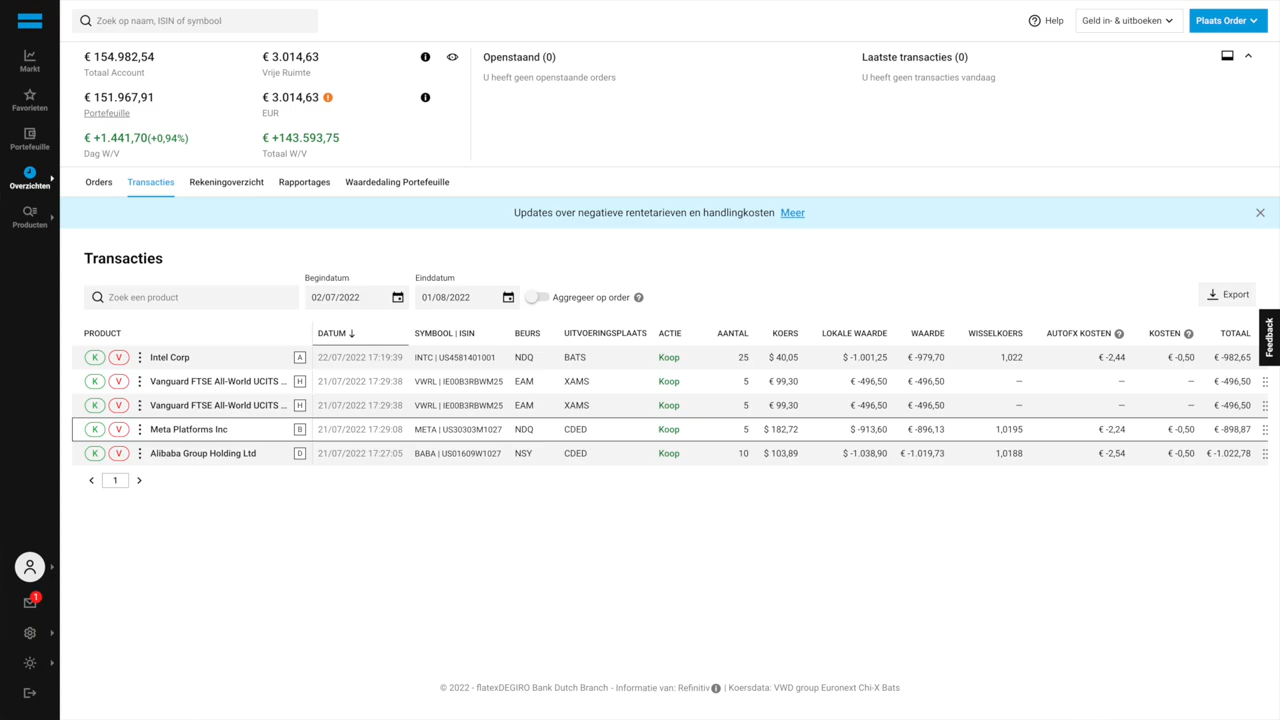 Zoek op naam, ISIN of symbool
Help
Geld in- & uitboeken
Plaats Order
Markt
Favorieten
Portefeuille
Overzichten
Producten
1
€ 154.982,54
Totaal Account
€ 3.014,63
Vrije Ruimte
€ 151.967,91
Portefeuille
€ 3.014,63
EUR
€ +1.441,70(+0,94%)
Dag W/V
€ +143.593,75
Totaal W/V
Openstaand (0)
U heeft geen openstaande orders
Laatste transacties (0)
U heeft geen transacties vandaag
Orders Transacties Rekeningoverzicht Rapportages Waardedaling Portefeuille
Updates over negatieve rentetarieven en handlingkosten Meer
Transacties
Begindatum Einddatum
Zoek een product 02/07/2022 01/08/2022 Aggregeer op order
Export
Feedback
PRODUCT DATUM SYMBOOL | ISIN BEURS UITVOERINGSPLAATS ACTIE AANTAL KOERS LOKALE WAARDE WAARDE WISSELKOERS AUTOFX KOSTEN KOSTEN TOTAAL
K V Intel Corp A 22/07/2022 17:19:39 INTC | US4581401001 NDQ BATS Koop 25 $ 40,05 $ -1.001,25 € -979,70 1,022 € -2,44 € -0,50 € -982,65
K V Vanguard FTSE All-World UCITS ... H 21/07/2022 17:29:38 VWRL | IE00B3RBWM25 EAM XAMS Koop 5 € 99,30 € -496,50 € -496,50 — — — € -496,50
K V Vanguard FTSE All-World UCITS ... H 21/07/2022 17:29:38 VWRL | IE00B3RBWM25 EAM XAMS Koop 5 € 99,30 € -496,50 € -496,50 — — — € -496,50
K V Meta Platforms Inc B 21/07/2022 17:29:08 META | US30303M1027 NDQ CDED Koop 5 $ 182,72 $ -913,60 € -896,13 1,0195 € -2,24 € -0,50 € -898,87
K V Alibaba Group Holding Ltd D 21/07/2022 17:27:05 BABA | US01609W1027 NSY CDED Koop 10 $ 103,89 $ -1.038,90 € -1.019,73 1,0188 € -2,54 € -0,50 € -1.022,78
1
© 2022 - flatexDEGIRO Bank Dutch Branch - Informatie van: Refinitiv | Koersdata: VWD group Euronext Chi-X Bats